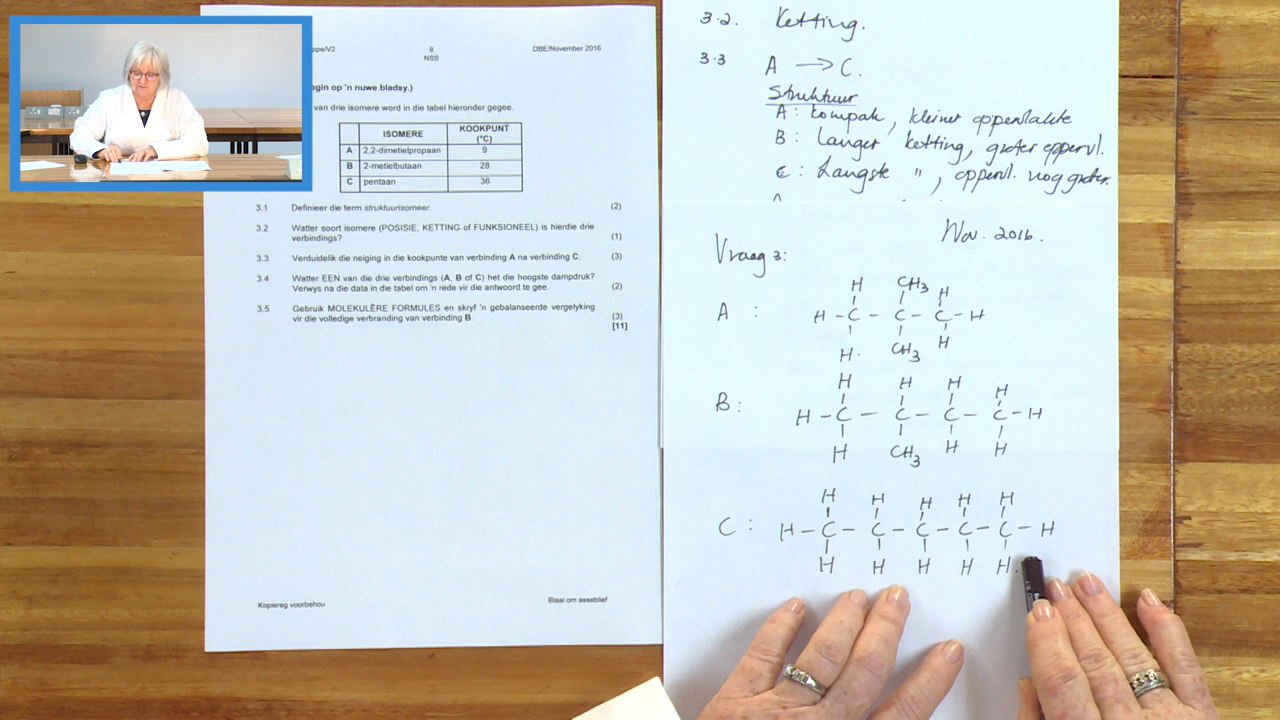 ppe/V2 8 DBE/November 2016
NSS
egin op 'n nuwe bladsy.)
van drie isomere word in die tabel hieronder gegee.
ISOMERE KOOKPUNT (°C)
A 2,2-dimetielpropaan 9
B 2-metielbutaan 28
C pentaan 36
3.1 Definieer die term struktuurisomeer. (2)
3.2 Watter soort isomere (POSISIE, KETTING of FUNKSIONEEL) is hierdie drie
verbindings? (1)
3.3 Verduidelik die neiging in die kookpunte van verbinding A na verbinding C. (3)
3.4 Watter EEN van die drie verbindings (A, B of C) het die hoogste dampdruk?
Verwys na die data in die tabel om 'n rede vir die antwoord te gee. (2)
3.5 Gebruik MOLEKULÊRE FORMULES en skryf 'n gebalanseerde vergelyking
vir die volledige verbranding van verbinding B. (3)
[11]
Kopiereg voorbehou Blaai om asseblief
3.2. Ketting.
3.3 A → C.
Struktuur
A : kompak, kleiner oppervlakte
B : Langer ketting, groter oppervl.
C : Langste ", oppervl. nog groter.
Nov. 2016.
Vraag 3:
H CH3 H
A : H - C - C - C - H
H. CH3 H
H H H H
B : H - C - C - C - C - H
H CH3 H H
H H H H H
C : H - C - C - C - C - C - H
H H H H H.